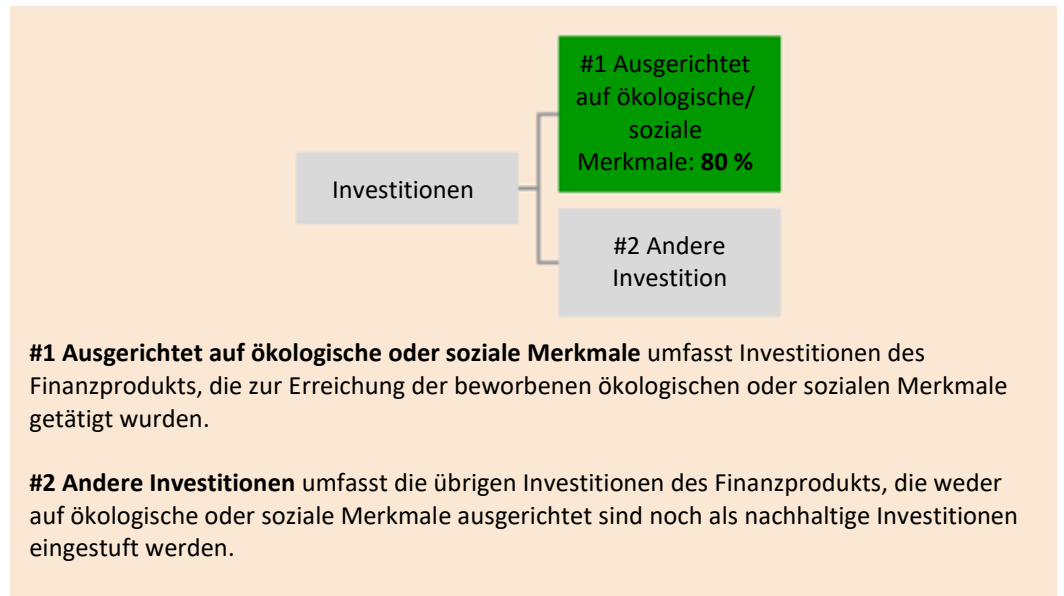 #1 Ausgerichtet
auf ökologische/
soziale
Merkmale: 80 %
Investitionen
#2 Andere
Investition
#1 Ausgerichtet auf ökologische oder soziale Merkmale umfasst Investitionen des
Finanzprodukts, die zur Erreichung der beworbenen ökologischen oder sozialen Merkmale
getätigt wurden.
#2 Andere Investitionen umfasst die übrigen Investitionen des Finanzprodukts, die weder
auf ökologische oder soziale Merkmale ausgerichtet sind noch als nachhaltige Investitionen
eingestuft werden.